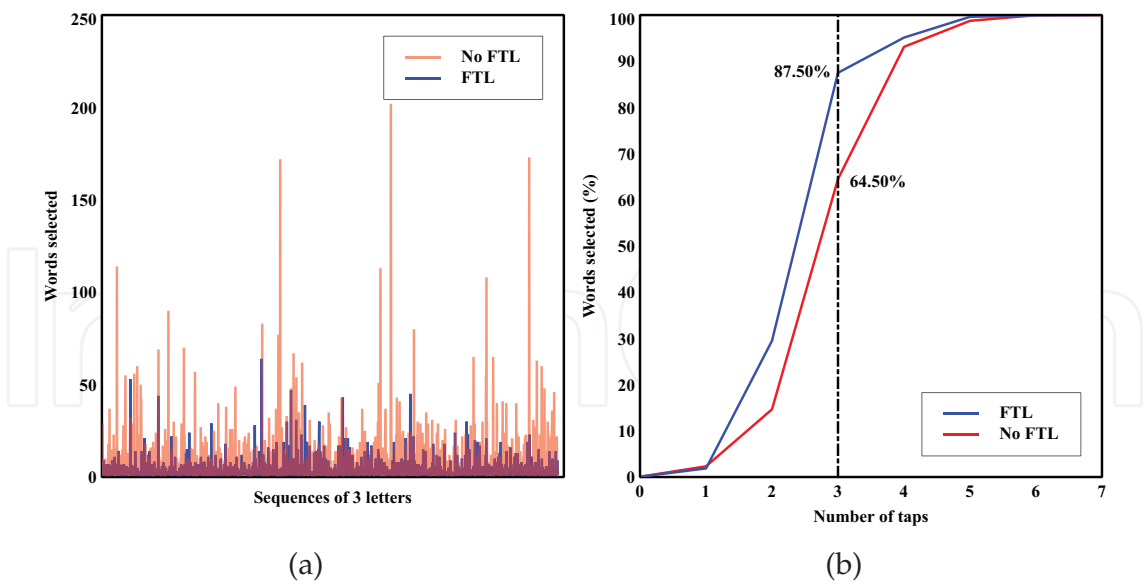 250
200
150
100
50
0
Words selected
Sequences of 3 letters
No FTL
FTL
(a)
100
90
80
70
60
50
40
30
20
10
0
Words selected (%)
87.50%
64.50%
FTL
No FTL
0 1 2 3 4 5 6 7
Number of taps
(b)